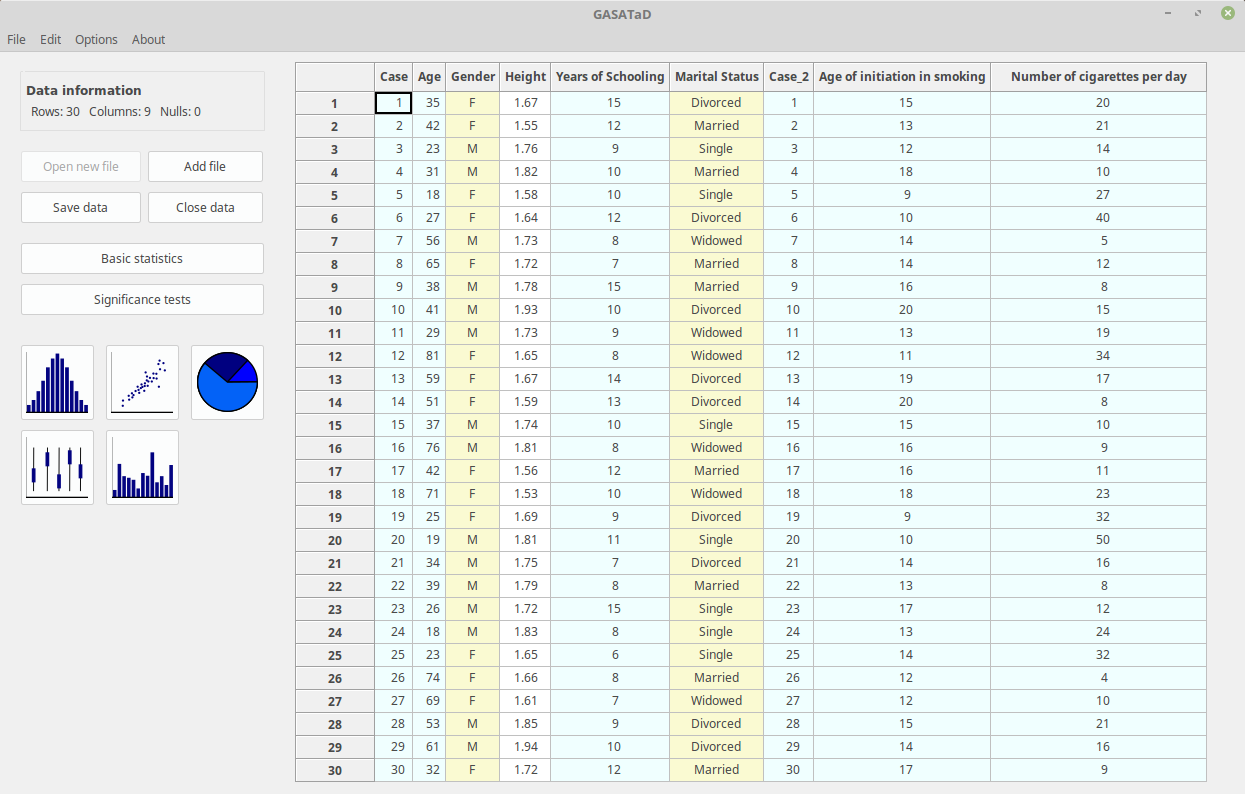 GASATaD
File Edit Options About
Data information
Rows: 30 Columns: 9 Nulls: 0
Open new file Add file
Save data Close data
Basic statistics
Significance tests
Case Age Gender Height Years of Schooling Marital Status Case_2 Age of initiation in smoking Number of cigarettes per day
1 1 35 F 1.67 15 Divorced 1 15 20
2 2 42 F 1.55 12 Married 2 13 21
3 3 23 M 1.76 9 Single 3 12 14
4 4 31 M 1.82 10 Married 4 18 10
5 5 18 F 1.58 10 Single 5 9 27
6 6 27 F 1.64 12 Divorced 6 10 40
7 7 56 M 1.73 8 Widowed 7 14 5
8 8 65 F 1.72 7 Married 8 14 12
9 9 38 M 1.78 15 Married 9 16 8
10 10 41 M 1.93 10 Divorced 10 20 15
11 11 29 M 1.73 9 Widowed 11 13 19
12 12 81 F 1.65 8 Widowed 12 11 34
13 13 59 F 1.67 14 Divorced 13 19 17
14 14 51 F 1.59 13 Divorced 14 20 8
15 15 37 M 1.74 10 Single 15 15 10
16 16 76 M 1.81 8 Widowed 16 16 9
17 17 42 F 1.56 12 Married 17 16 11
18 18 71 F 1.53 10 Widowed 18 18 23
19 19 25 F 1.69 9 Divorced 19 9 32
20 20 19 M 1.81 11 Single 20 10 50
21 21 34 M 1.75 7 Divorced 21 14 16
22 22 39 M 1.79 8 Married 22 13 8
23 23 26 M 1.72 15 Single 23 17 12
24 24 18 M 1.83 8 Single 24 13 24
25 25 23 F 1.65 6 Single 25 14 32
26 26 74 F 1.66 8 Married 26 12 4
27 27 69 F 1.61 7 Widowed 27 12 10
28 28 53 M 1.85 9 Divorced 28 15 21
29 29 61 M 1.94 10 Divorced 29 14 16
30 30 32 F 1.72 12 Married 30 17 9